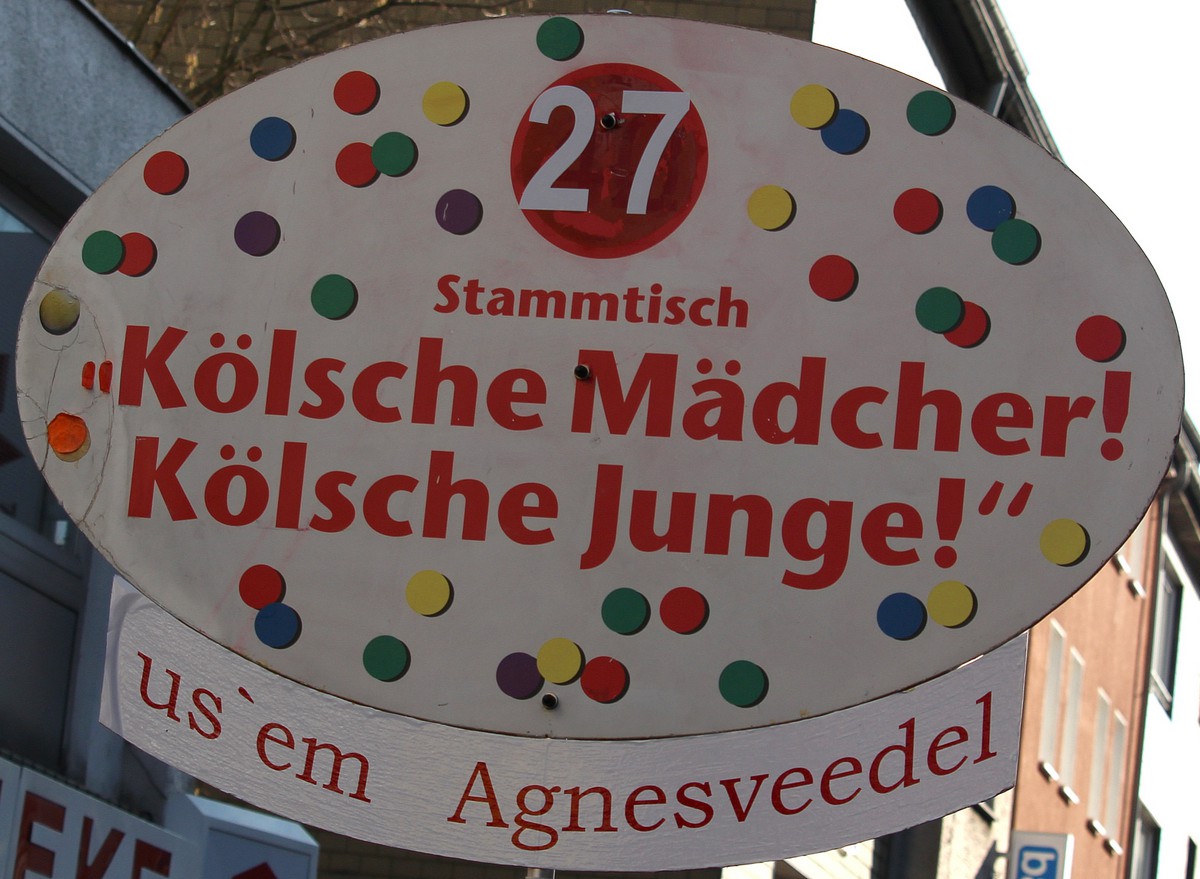 27
Stammtisch
"Kölsche Mädcher!
Kölsche Junge!“
us`em Agnesveedel